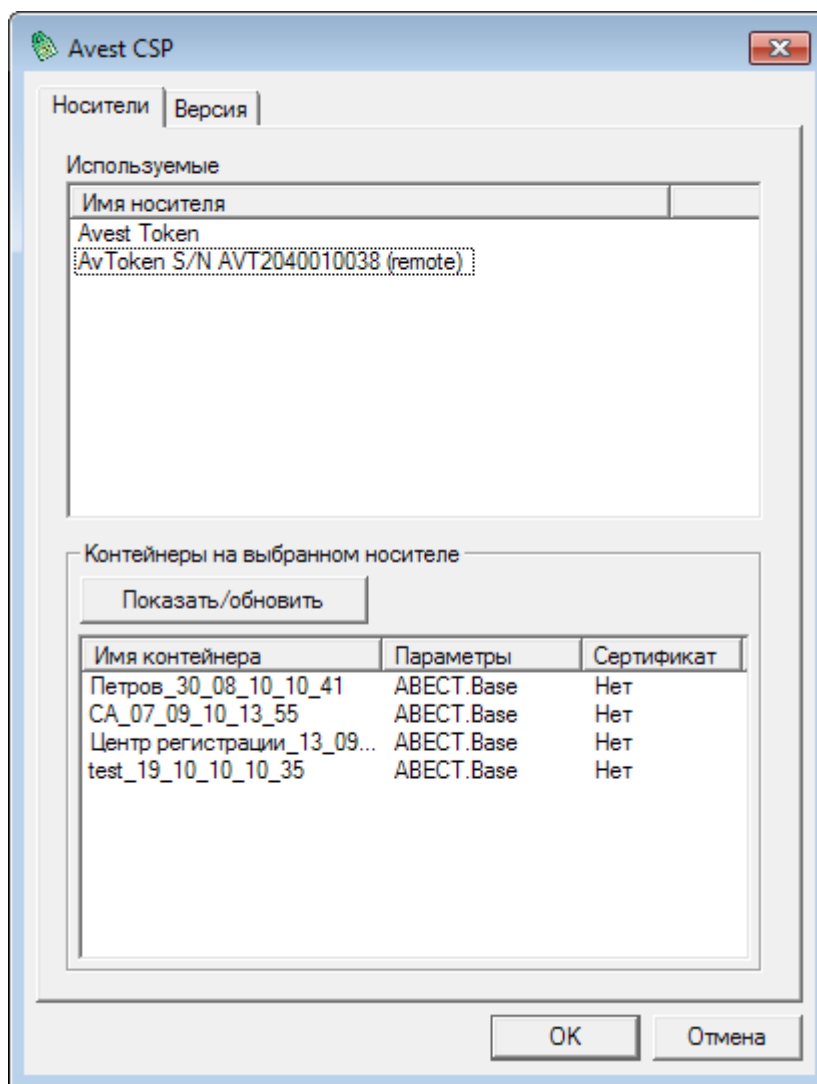 Avest CSP
Носители Версия
Используемые
Имя носителя
Avest Token
AvToken S/N AVT2040010038 (remote)
Контейнеры на выбранном носителе
Показать/обновить
Имя контейнера Параметры Сертификат
Петров_30_08_10_10_41 АВЕСТ.Base Нет
CA_07_09_10_13_55 АВЕСТ.Base Нет
Центр регистрации_13_09... АВЕСТ.Base Нет
test_19_10_10_10_35 АВЕСТ.Base Нет
OK Отмена